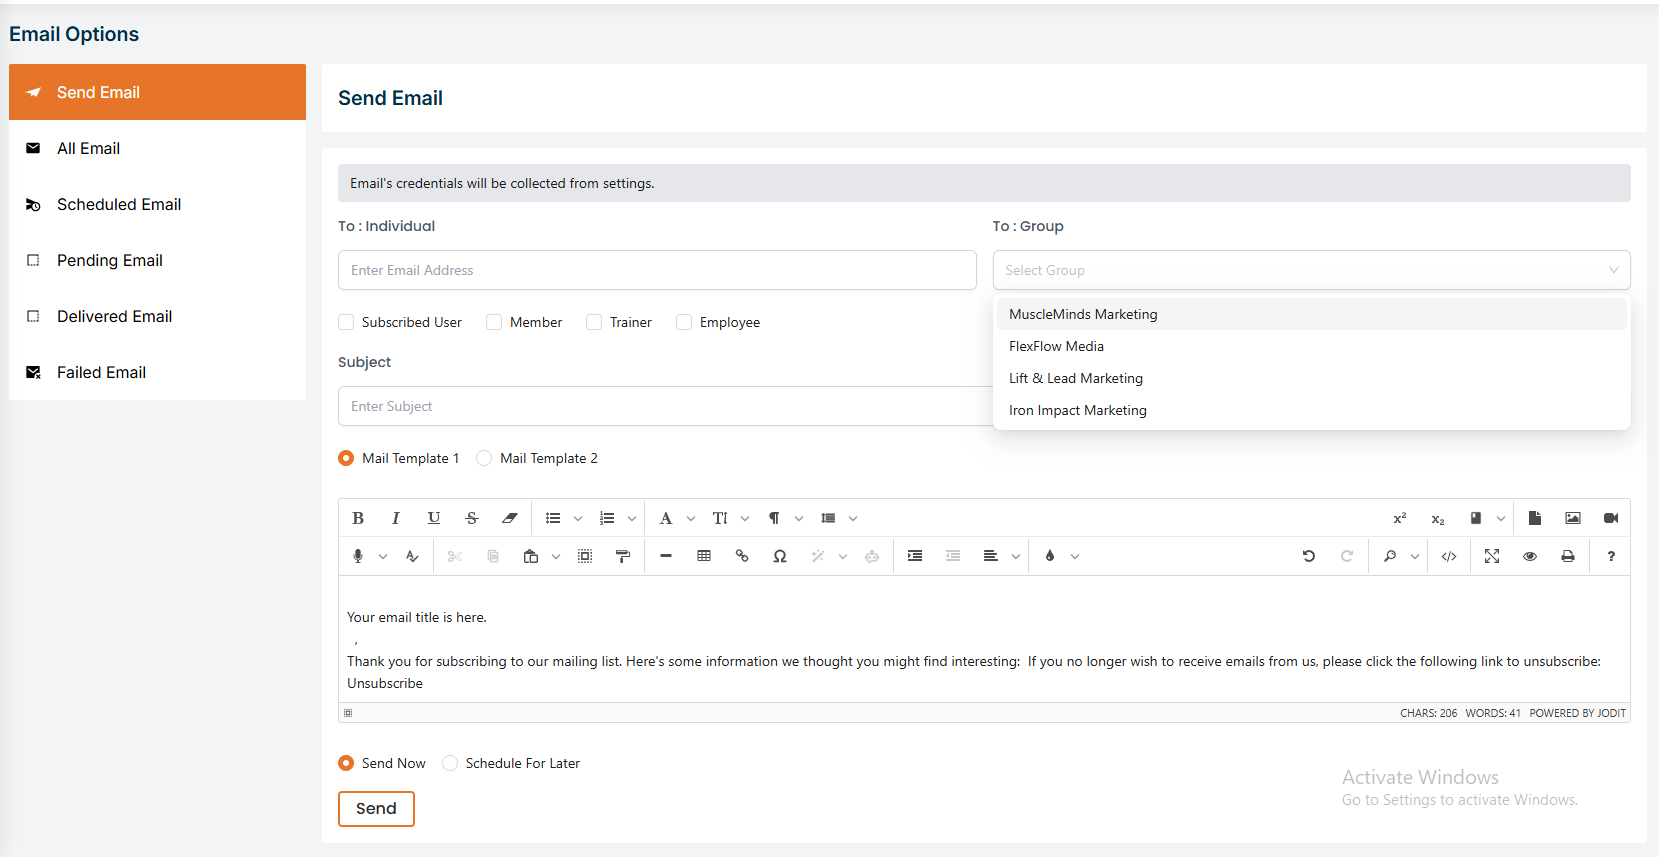 Email Options
Send Email
All Email
Scheduled Email
Pending Email
Delivered Email
Failed Email
Send Email
Email's credentials will be collected from settings.
To : Individual
To : Group
Enter Email Address
Select Group
MuscleMinds Marketing
FlexFlow Media
Lift & Lead Marketing
Iron Impact Marketing
Subscribed User Member Trainer Employee
Subject
Enter Subject
Mail Template 1 Mail Template 2
Your email title is here.
,
Thank you for subscribing to our mailing list. Here's some information we thought you might find interesting:  If you no longer wish to receive emails from us, please click the following link to unsubscribe:
Unsubscribe
CHARS: 206 WORDS: 41 POWERED BY JODIT
Send Now Schedule For Later
Send
Activate Windows
Go to Settings to activate Windows.